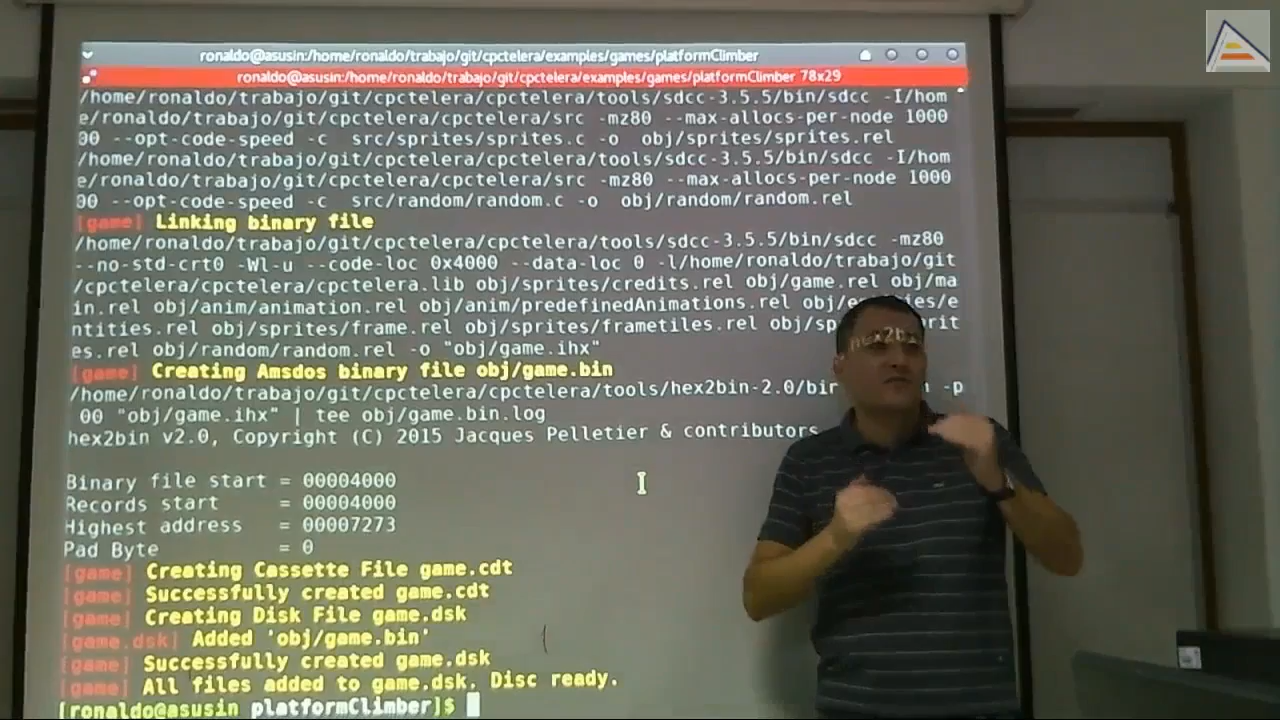 ronaldo@asusin:/home/ronaldo/trabajo/git/cpctelera/examples/games/platformClimber
ronaldo@asusin:/home/ronaldo/trabajo/git/cpctelera/examples/games/platformClimber 78x29
/home/ronaldo/trabajo/git/cpctelera/cpctelera/tools/sdcc-3.5.5/bin/sdcc -I/hom
e/ronaldo/trabajo/git/cpctelera/cpctelera/src -mz80 --max-allocs-per-node 1000
00 --opt-code-speed -c src/sprites/sprites.c -o obj/sprites/sprites.rel
/home/ronaldo/trabajo/git/cpctelera/cpctelera/tools/sdcc-3.5.5/bin/sdcc -I/hom
e/ronaldo/trabajo/git/cpctelera/cpctelera/src -mz80 --max-allocs-per-node 1000
00 --opt-code-speed -c src/random/random.c -o obj/random/random.rel
[game] Linking binary file
/home/ronaldo/trabajo/git/cpctelera/cpctelera/tools/sdcc-3.5.5/bin/sdcc -mz80
--no-std-crt0 -Wl-u --code-loc 0x4000 --data-loc 0 -l/home/ronaldo/trabajo/git
/cpctelera/cpctelera/cpctelera.lib obj/sprites/credits.rel obj/game.rel obj/ma
in.rel obj/anim/animation.rel obj/anim/predefinedAnimations.rel obj/entities/e
ntities.rel obj/sprites/frame.rel obj/sprites/frametiles.rel obj/sp rit
es.rel obj/random/random.rel -o "obj/game.ihx"
[game] Creating Amsdos binary file obj/game.bin
/home/ronaldo/trabajo/git/cpctelera/cpctelera/tools/hex2bin-2.0/bin/hex2bin -p
00 "obj/game.ihx" | tee obj/game.bin.log
hex2bin v2.0, Copyright (C) 2015 Jacques Pelletier & contributors
Binary file start = 00004000
Records start = 00004000
Highest address = 00007273
Pad Byte = 0
[game] Creating Cassette File game.cdt
[game] Successfully created game.cdt
[game] Creating Disk File game.dsk
[game.dsk] Added 'obj/game.bin'
[game] Successfully created game.dsk
[game] All files added to game.dsk. Disc ready.
[ronaldo@asusin platformClimber]$